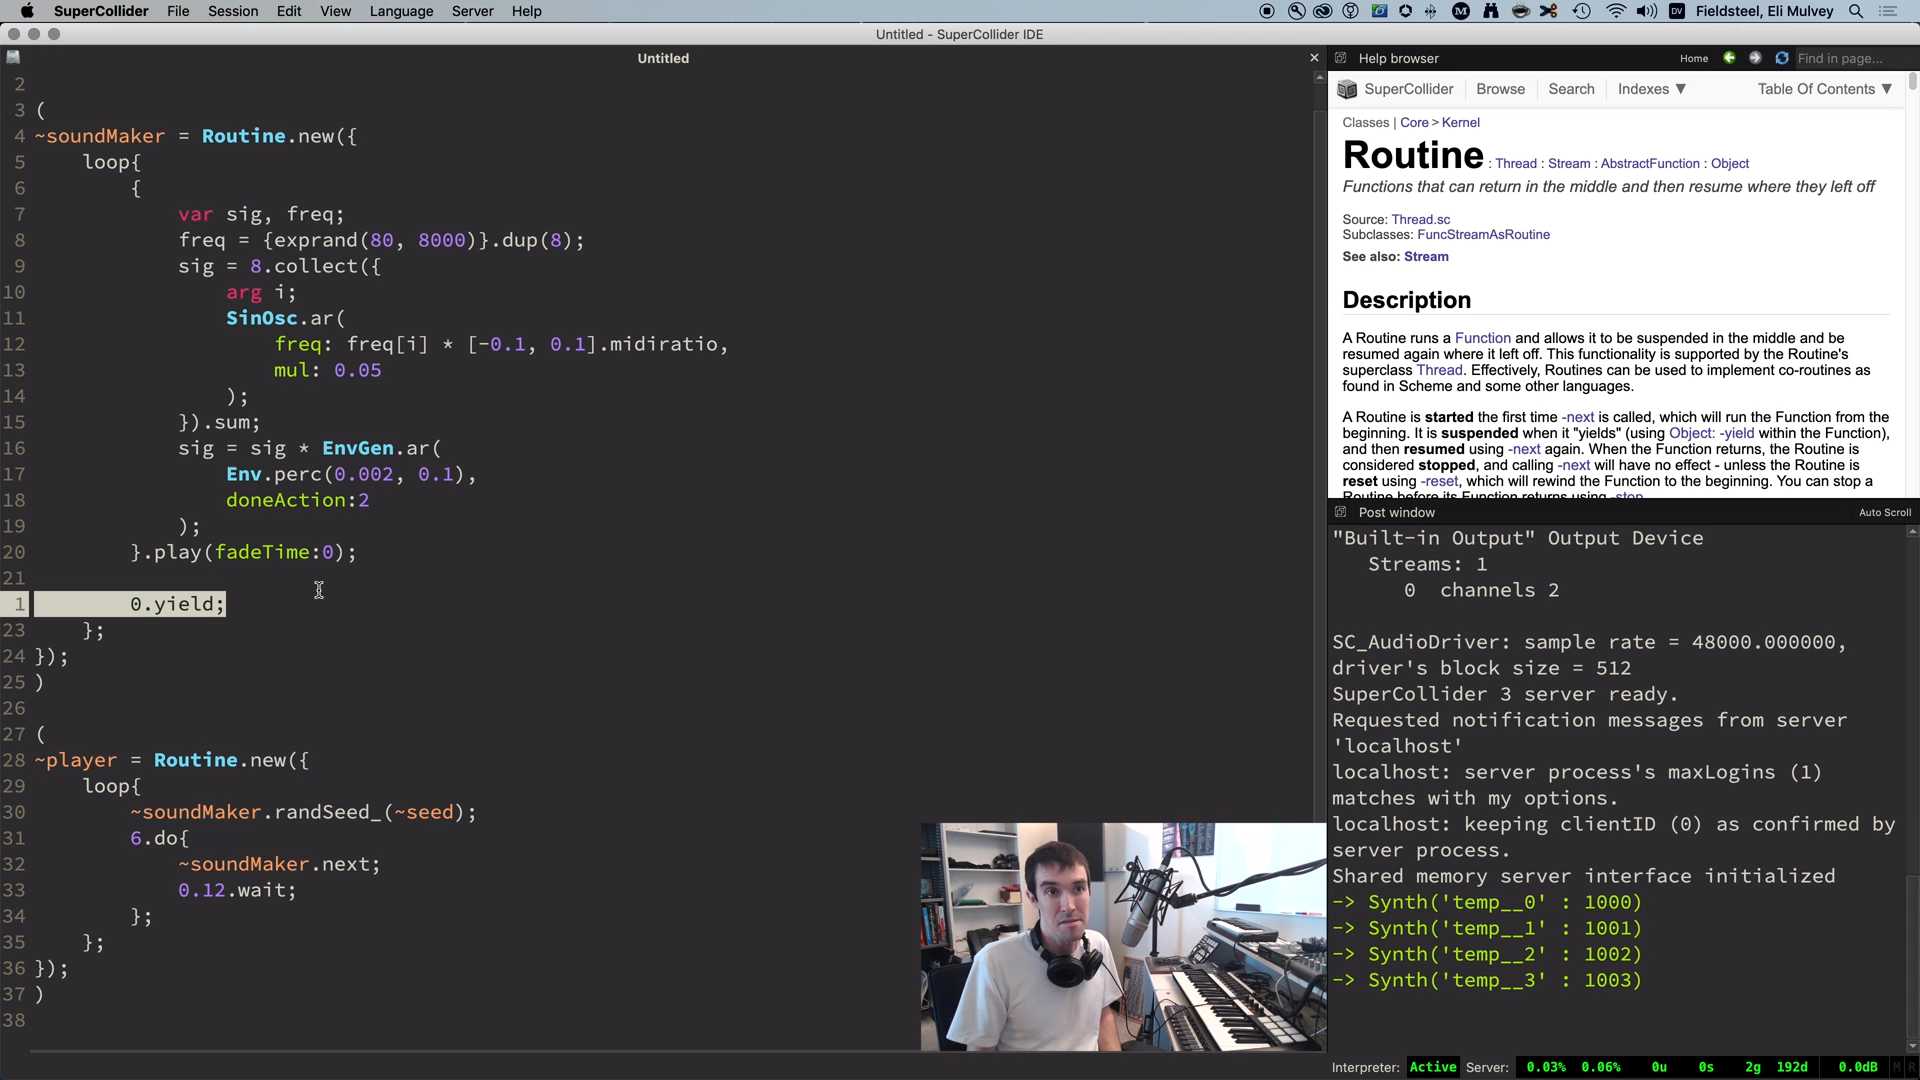 SuperCollider File Session Edit View Language Server Help
Fieldsteel, Eli Mulvey
Untitled - SuperCollider IDE
Untitled
2
3 (
4 ~soundMaker = Routine.new({
5 loop{
6 {
7 var sig, freq;
8 freq = {exprand(80, 8000)}.dup(8);
9 sig = 8.collect({
10 arg i;
11 SinOsc.ar(
12 freq: freq[i] * [-0.1, 0.1].midiratio,
13 mul: 0.05
14 );
15 }).sum;
16 sig = sig * EnvGen.ar(
17 Env.perc(0.002, 0.1),
18 doneAction:2
19 );
20 }.play(fadeTime:0);
21
1 0.yield;
23 };
24 });
25 )
26
27 (
28 ~player = Routine.new({
29 loop{
30 ~soundMaker.randSeed_(~seed);
31 6.do{
32 ~soundMaker.next;
33 0.12.wait;
34 };
35 };
36 });
37 )
38
Help browser Home Find in page...
SuperCollider Browse Search Indexes ▼ Table Of Contents ▼
Classes | Core > Kernel
Routine : Thread : Stream : AbstractFunction : Object
Functions that can return in the middle and then resume where they left off
Source: Thread.sc
Subclasses: FuncStreamAsRoutine
See also: Stream
Description
A Routine runs a Function and allows it to be suspended in the middle and be
resumed again where it left off. This functionality is supported by the Routine's
superclass Thread. Effectively, Routines can be used to implement co-routines as
found in Scheme and some other languages.
A Routine is started the first time -next is called, which will run the Function from the
beginning. It is suspended when it "yields" (using Object: -yield within the Function),
and then resumed using -next again. When the Function returns, the Routine is
considered stopped, and calling -next will have no effect - unless the Routine is
reset using -reset, which will rewind the Function to the beginning. You can stop a
Routine before its Function returns using -stop
Post window Auto Scroll
"Built-in Output" Output Device
Streams: 1
0 channels 2
SC_AudioDriver: sample rate = 48000.000000,
driver's block size = 512
SuperCollider 3 server ready.
Requested notification messages from server
'localhost'
localhost: server process's maxLogins (1)
matches with my options.
localhost: keeping clientID (0) as confirmed by
server process.
Shared memory server interface initialized
-> Synth('temp__0' : 1000)
-> Synth('temp__1' : 1001)
-> Synth('temp__2' : 1002)
-> Synth('temp__3' : 1003)
Interpreter: Active Server: 0.03% 0.06% 0u 0s 2g 192d 0.0dB M R